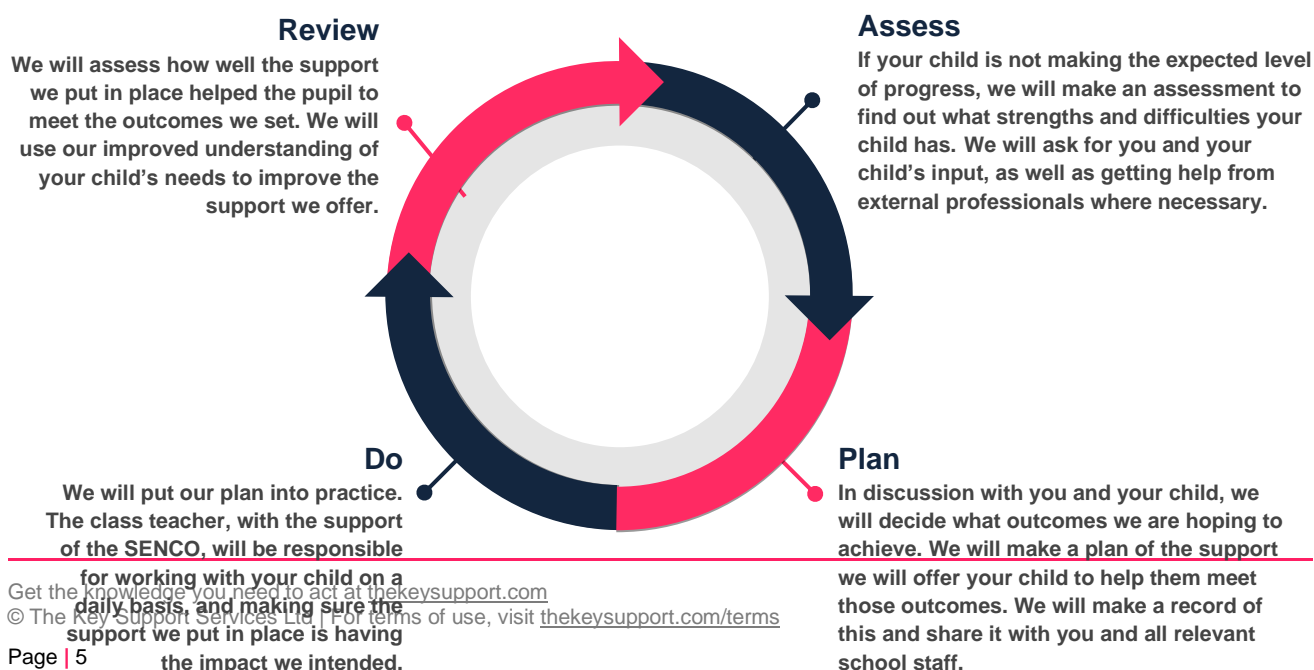 Review
We will assess how well the support
we put in place helped the pupil to
meet the outcomes we set. We will
use our improved understanding of
your child’s needs to improve the
support we offer.
Assess
If your child is not making the expected level
of progress, we will make an assessment to
find out what strengths and difficulties your
child has. We will ask for you and your
child’s input, as well as getting help from
external professionals where necessary.
Do
We will put our plan into practice.
The class teacher, with the support
of the SENCO, will be responsible
for working with your child on a
daily basis, and making sure the
support we put in place is having
the impact we intended.
Plan
In discussion with you and your child, we
will decide what outcomes we are hoping to
achieve. We will make a plan of the support
we will offer your child to help them meet
those outcomes. We will make a record of
this and share it with you and all relevant
school staff.
Get the knowledge you need to act at thekeysupport.com
© The Key Support Services Ltd | For terms of use, visit thekeysupport.com/terms
Page | 5